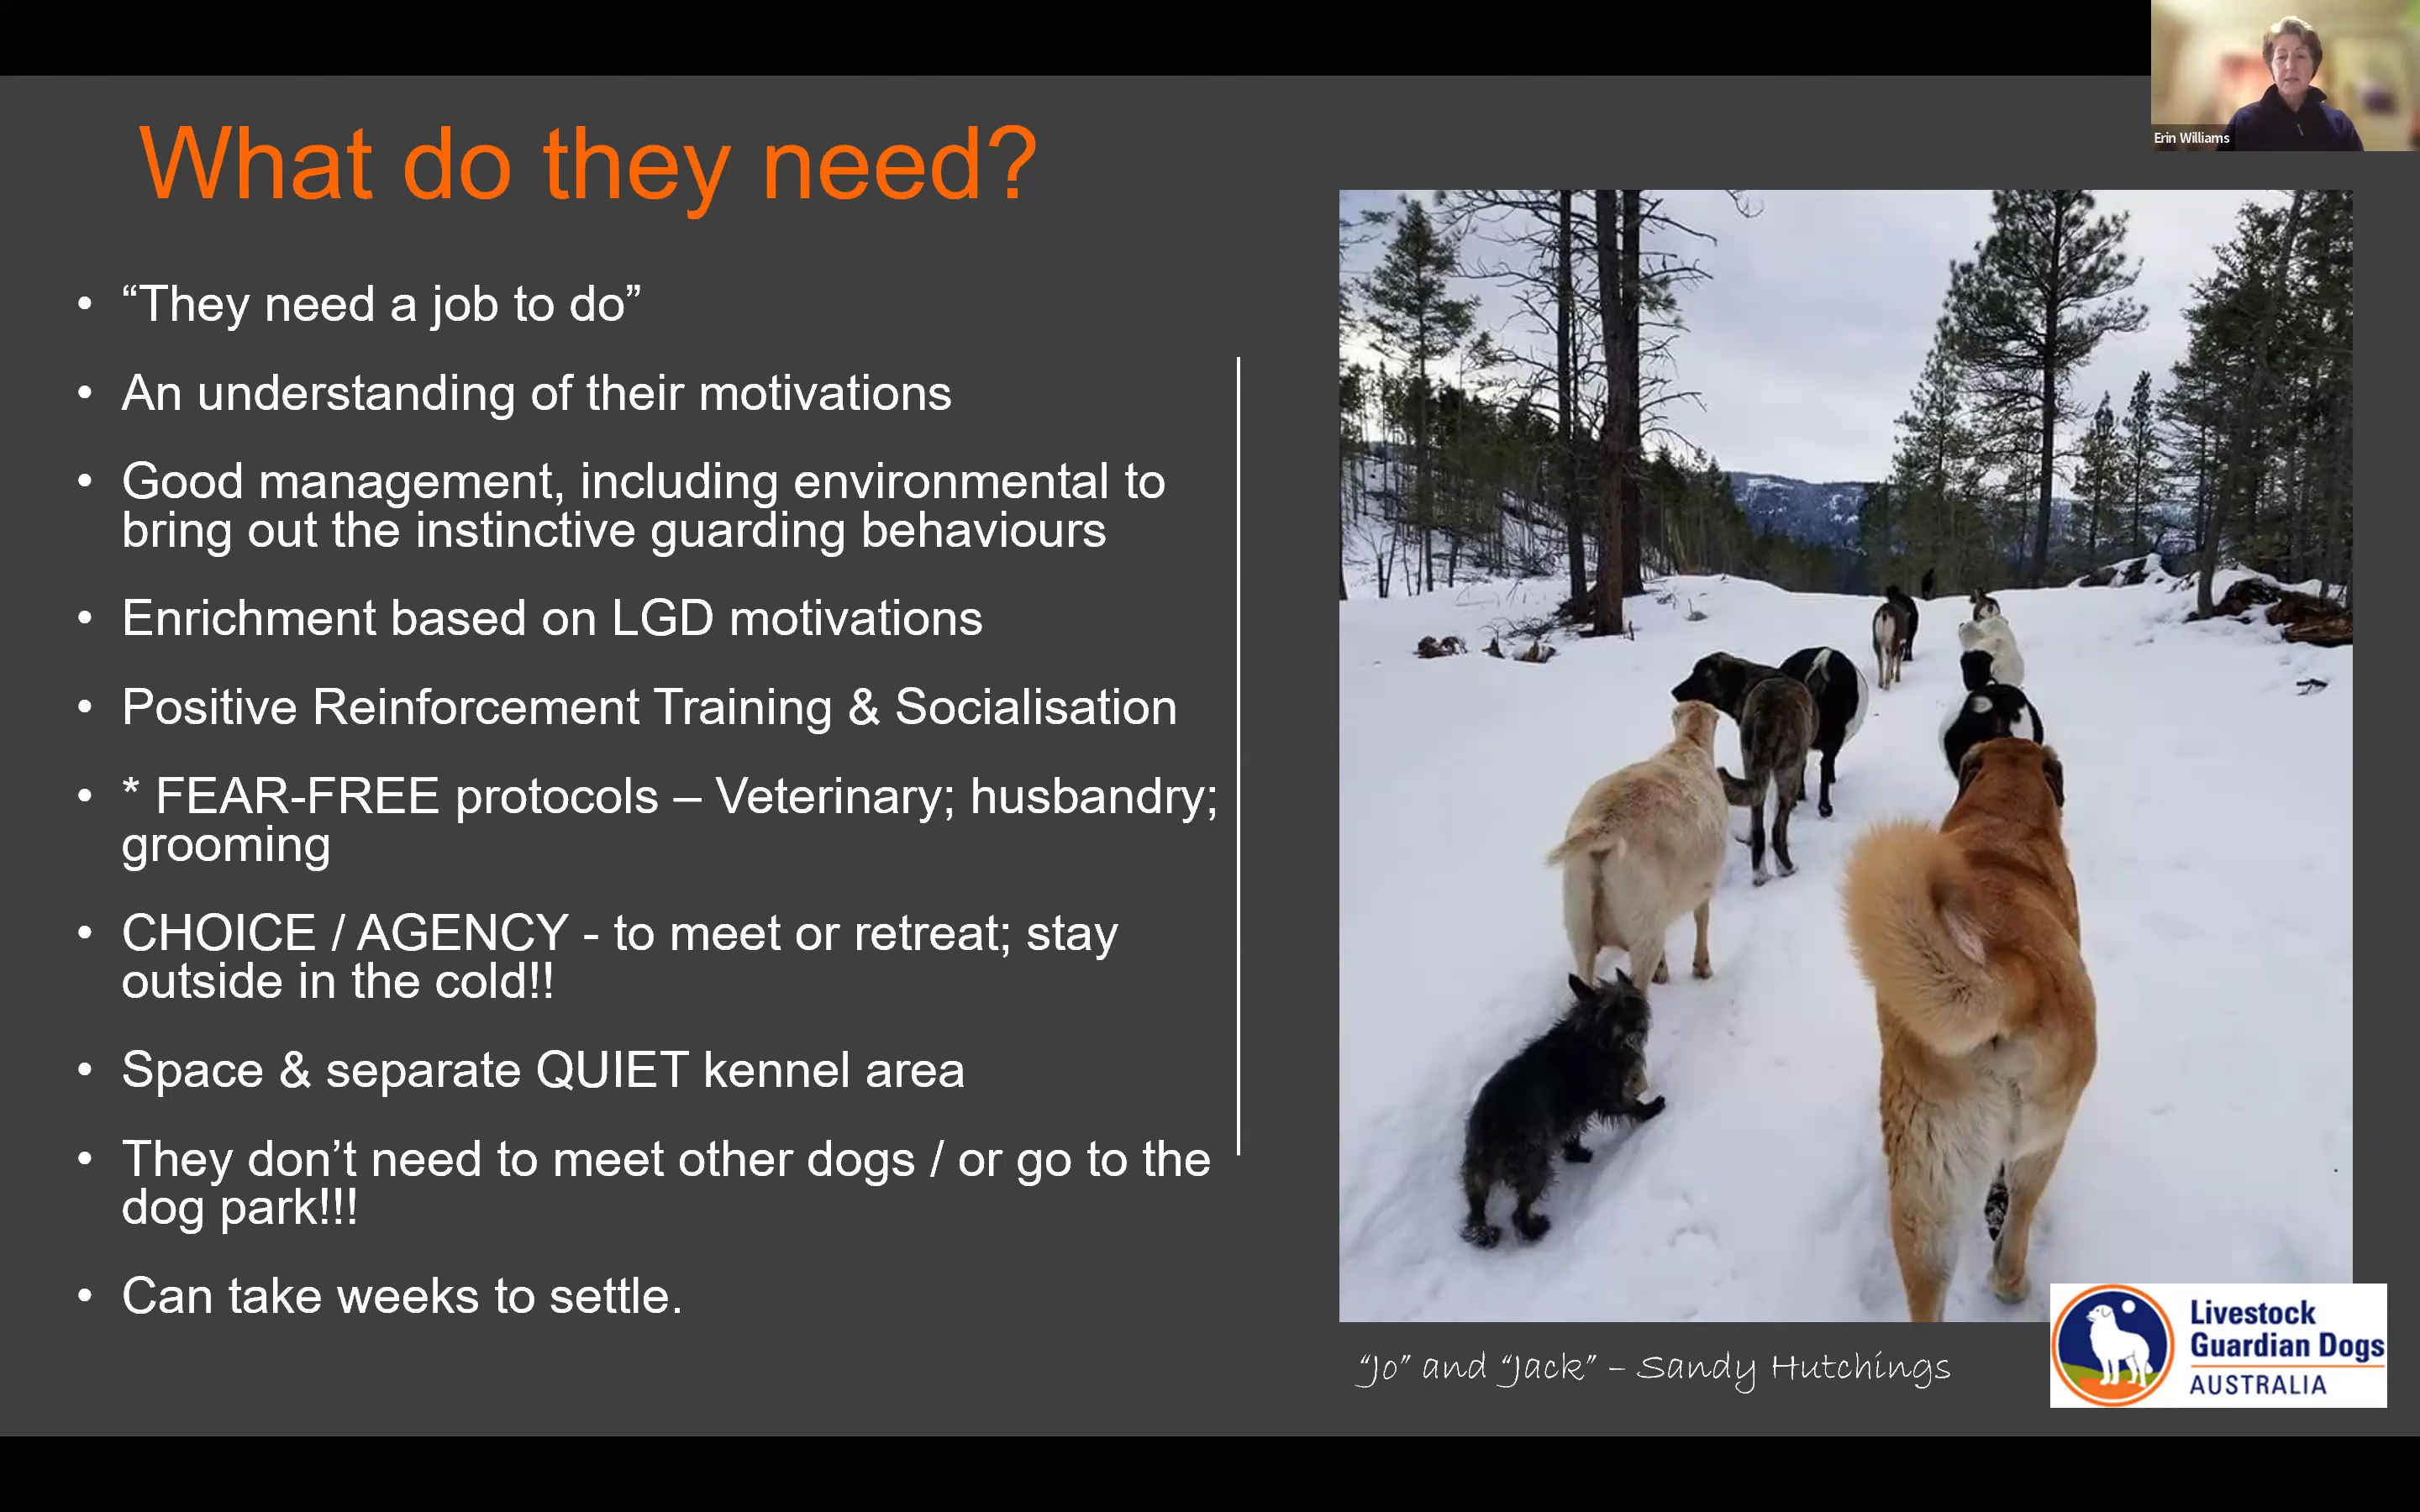 Erin Williams
What do they need?
• “They need a job to do”
• An understanding of their motivations
• Good management, including environmental to
bring out the instinctive guarding behaviours
• Enrichment based on LGD motivations
• Positive Reinforcement Training & Socialisation
• * FEAR-FREE protocols – Veterinary; husbandry;
grooming
• CHOICE / AGENCY - to meet or retreat; stay
outside in the cold!!
• Space & separate QUIET kennel area
• They don’t need to meet other dogs / or go to the
dog park!!!
• Can take weeks to settle.
“Jo” and “Jack” – Sandy Hutchings
Livestock
Guardian Dogs
AUSTRALIA